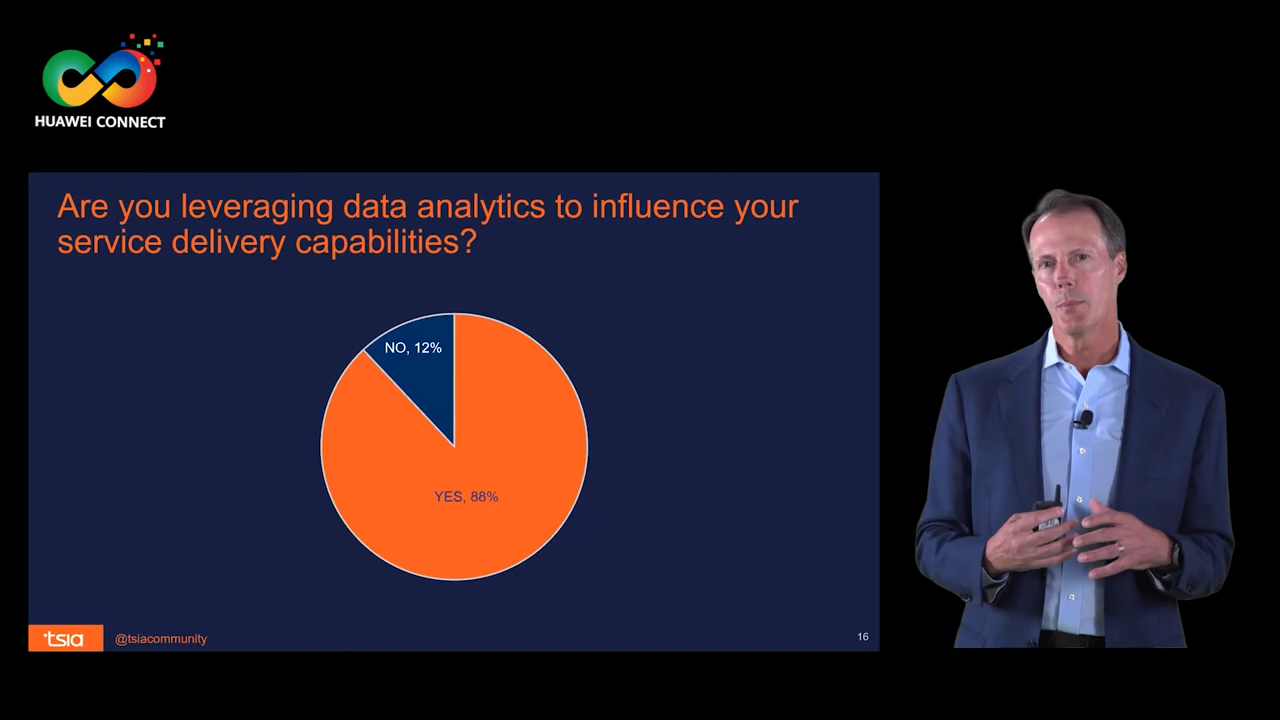 HUAWEI CONNECT
Are you leveraging data analytics to influence your
service delivery capabilities?
NO, 12%
YES, 88%
tsia
@tsiacommunity
16